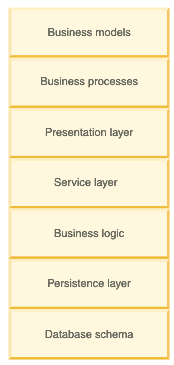 Business models
Business processes
Presentation layer
Service layer
Business logic
Persistence layer
Database schema